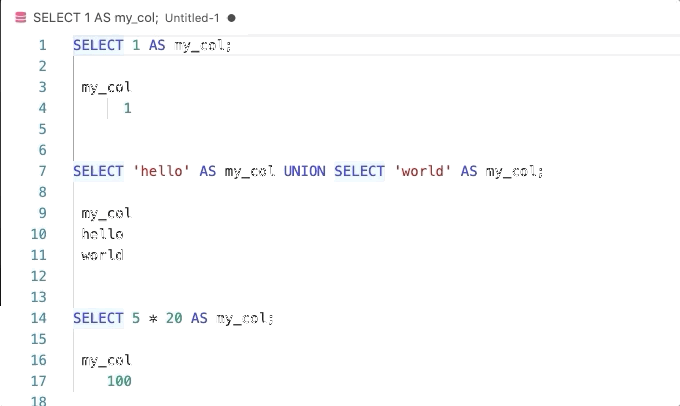 SELECT 1 AS my_col; Untitled-1 ●
1 SELECT 1 AS my_col;
2
3 my_col
4 1
5
6
7 SELECT 'hello' AS my_col UNION SELECT 'world' AS my_col;
8
9 my_col
10 hello
11 world
12
13
14 SELECT 5 * 20 AS my_col;
15
16 my_col
17 100
18